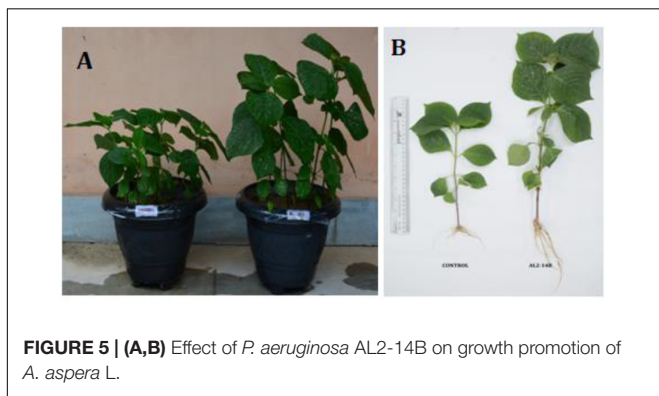 A
B
CONTROL
AL2-14B
FIGURE 5 | (A,B) Effect of P. aeruginosa AL2-14B on growth promotion of
A. aspera L.